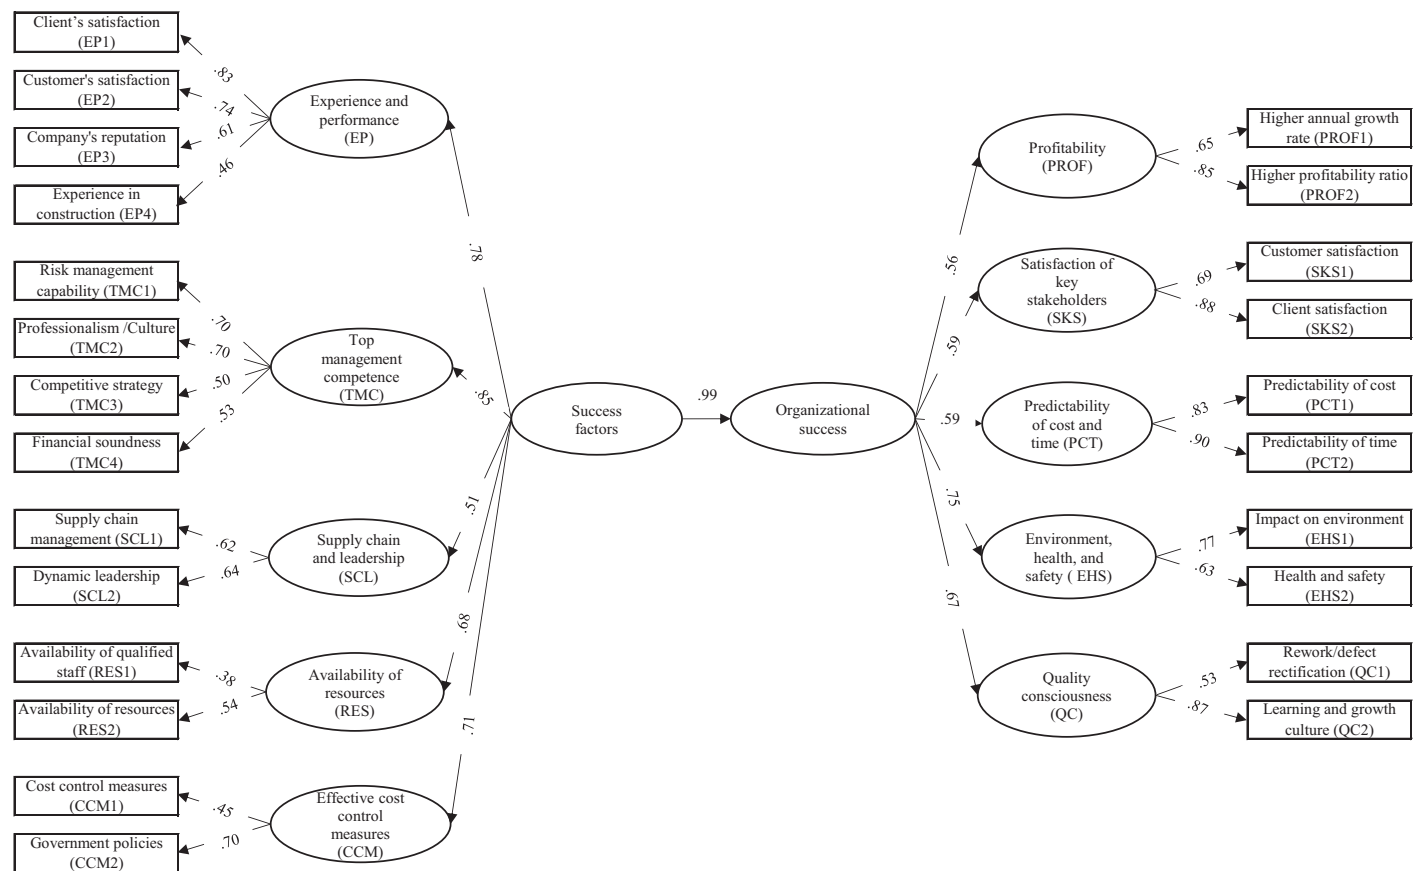 Client’s satisfaction
(EP1)
Customer's satisfaction
(EP2)
Company's reputation
(EP3)
Experience in
construction (EP4)
.83
.74
.61
.46
Experience and
performance
(EP)
Risk management
capability (TMC1)
Professionalism /Culture
(TMC2)
Competitive strategy
(TMC3)
Financial soundness
(TMC4)
.70
.70
.50
.53
Top
management
competence
(TMC)
Supply chain
management (SCL1)
Dynamic leadership
(SCL2)
.62
.64
Supply chain
and leadership
(SCL)
Availability of qualified
staff (RES1)
Availability of resources
(RES2)
.38
.54
Availability of
resources
(RES)
Cost control measures
(CCM1)
Government policies
(CCM2)
.45
.70
Effective cost
control
measures
(CCM)
.78
.85
.51
.68
.71
Success
factors
.99
Organizational
success
.56
.59
.59
.75
.67
Profitability
(PROF)
.65
.85
Higher annual growth
rate (PROF1)
Higher profitability ratio
(PROF2)
Satisfaction of
key
stakeholders
(SKS)
.69
.88
Customer satisfaction
(SKS1)
Client satisfaction
(SKS2)
Predictability
of cost and
time (PCT)
.83
.90
Predictability of cost
(PCT1)
Predictability of time
(PCT2)
Environment,
health, and
safety ( EHS)
.77
.63
Impact on environment
(EHS1)
Health and safety
(EHS2)
Quality
consciousness
(QC)
.53
.87
Rework/defect
rectification (QC1)
Learning and growth
culture (QC2)